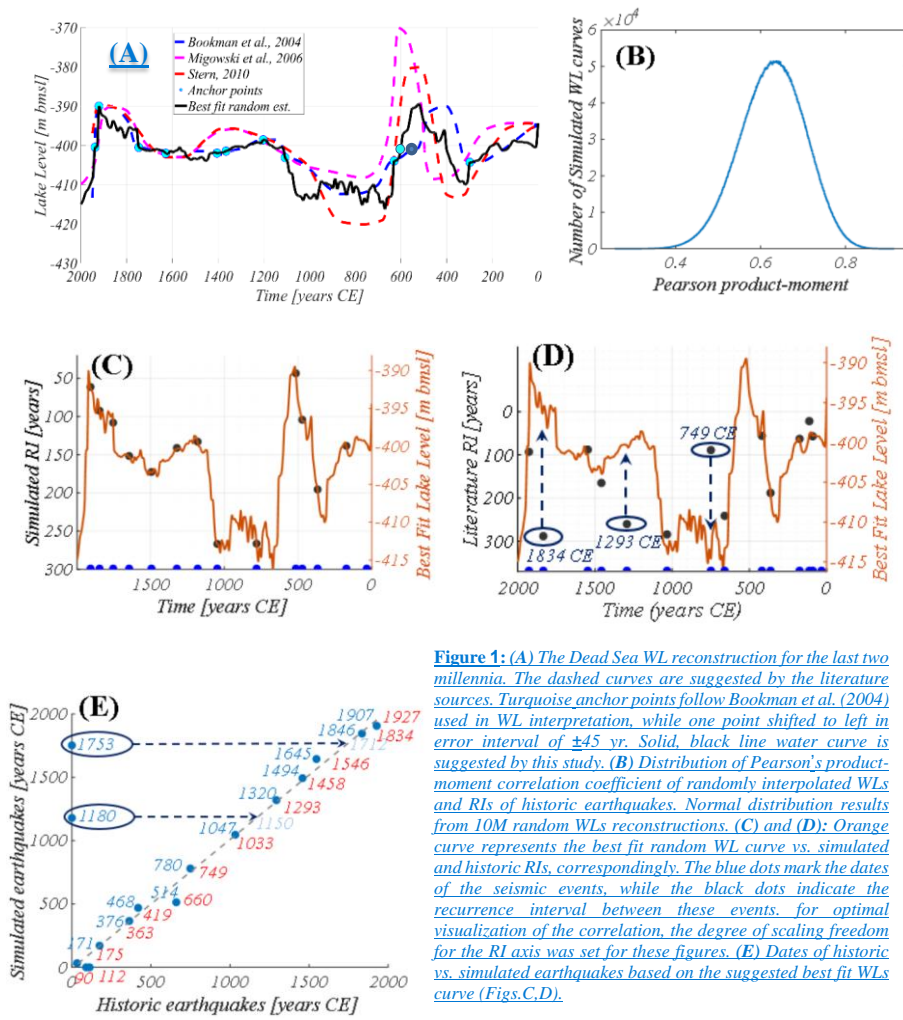 (A)
Bookman et al., 2004
Migowski et al., 2006
Stern, 2010
Anchor points
Best fit random est.
Lake Level [m bmsl]
-370
-380
-390
-400
-410
-420
-430
2000 1800 1600 1400 1200 1000 800 600 400 200 0
Time [years CE]
×10⁴
(B)
Number of Simulated WL curves
6
5
4
3
2
1
0
0.4 0.6 0.8
Pearson product-moment
(C)
Simulated RI [years]
50
100
150
200
250
300
1500 1000 500 0
Time [years CE]
-390
-395
-400
-405
-410
-415
Best Fit Lake Level [m bmsl]
(D)
Literature RI [years]
0
100
200
300
749 CE
1834 CE
1293 CE
2000 1500 1000 500 0
Time (years CE)
-390
-395
-400
-405
-410
-415
Best Fit Lake Level [m bmsl]
(E)
Simulated earthquakes [years CE]
2000
1500
1000
500
0
1753
1180
1907
1927
1846
1834
1712
1645
1546
1494
1458
1320
1293
1150
1047
1033
780
749
514
660
468
419
376
363
171
175
90 112
0 500 1000 1500 2000
Historic earthquakes [years CE]
Figure 1: (A) The Dead Sea WL reconstruction for the last two
millennia. The dashed curves are suggested by the literature
sources. Turquoise anchor points follow Bookman et al. (2004)
used in WL interpretation, while one point shifted to left in
error interval of ±45 yr. Solid, black line water curve is
suggested by this study. (B) Distribution of Pearson's product-
moment correlation coefficient of randomly interpolated WLs
and RIs of historic earthquakes. Normal distribution results
from 10M random WLs reconstructions. (C) and (D): Orange
curve represents the best fit random WL curve vs. simulated
and historic RIs, correspondingly. The blue dots mark the dates
of the seismic events, while the black dots indicate the
recurrence interval between these events. for optimal
visualization of the correlation, the degree of scaling freedom
for the RI axis was set for these figures. (E) Dates of historic
vs. simulated earthquakes based on the suggested best fit WLs
curve (Figs.C,D).